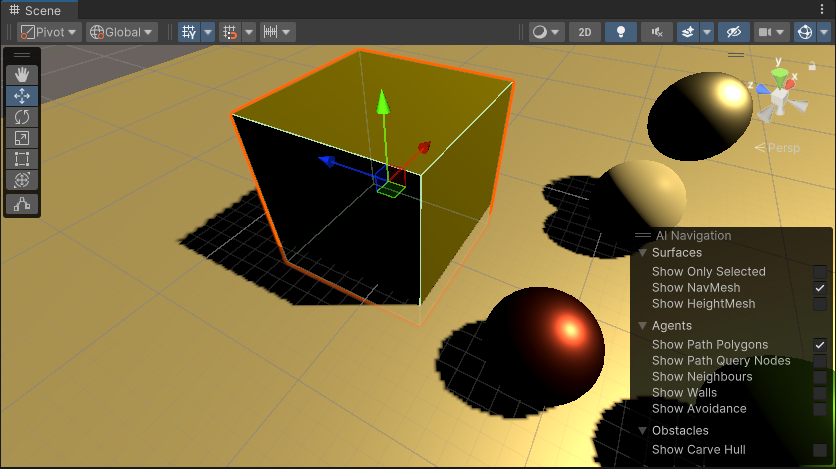 Scene
Pivot Global 2D
y
x
z
Persp
AI Navigation
Surfaces
Show Only Selected
Show NavMesh
Show HeightMesh
Agents
Show Path Polygons
Show Path Query Nodes
Show Neighbours
Show Walls
Show Avoidance
Obstacles
Show Carve Hull